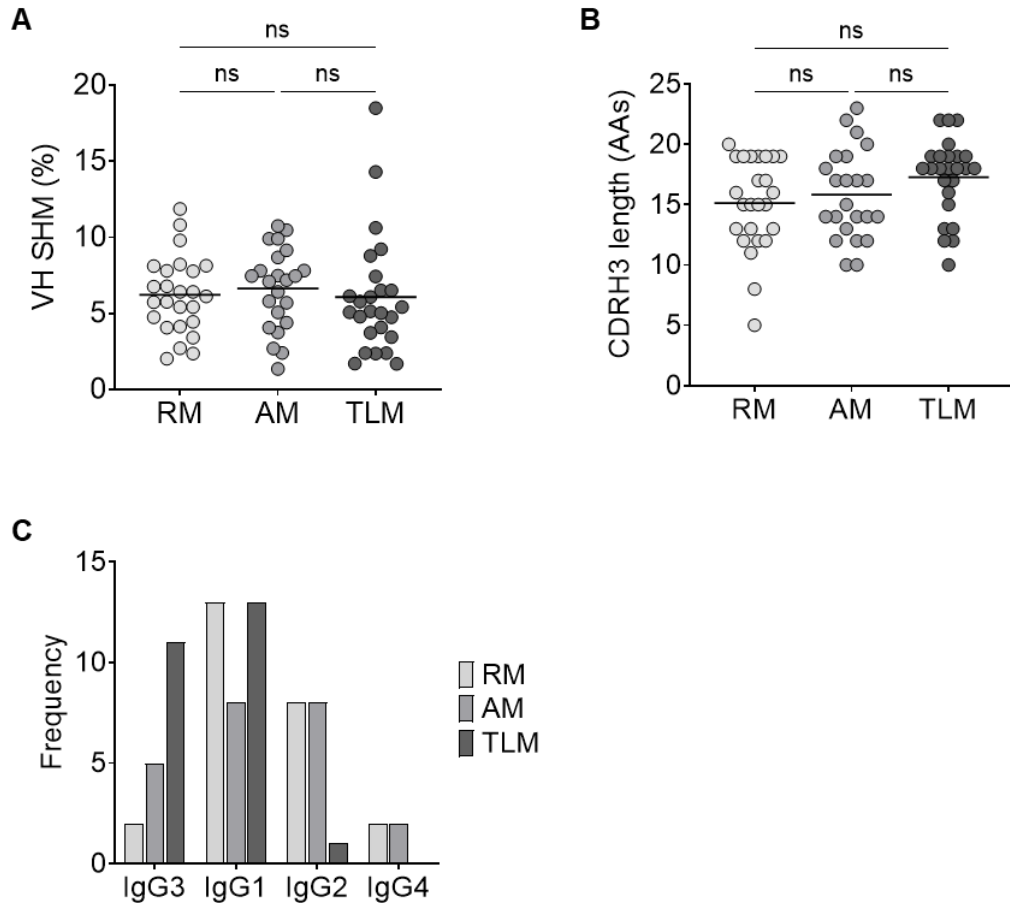 A
ns
ns
ns
VH SHM (%)
20
15
10
5
0
RM
AM
TLM
B
ns
ns
ns
CDRH3 length (AAs)
25
20
15
10
5
0
RM
AM
TLM
C
Frequency
15
10
5
0
IgG3
IgG1
IgG2
IgG4
RM
AM
TLM